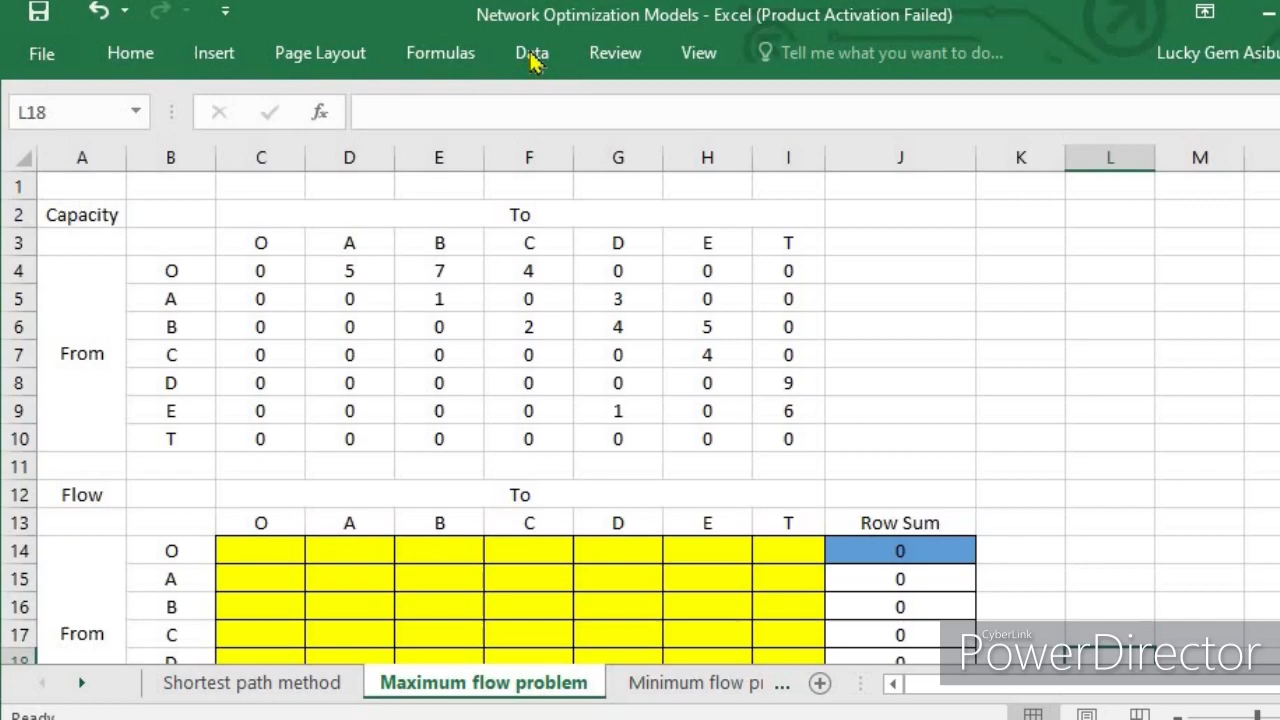 Network Optimization Models - Excel (Product Activation Failed)
File Home Insert Page Layout Formulas Data Review View Tell me what you want to do... Lucky Gem Asibu
L18 fx
A B C D E F G H I J K L M
1
2 Capacity To
3 O A B C D E T
4 O 0 5 7 4 0 0 0
5 A 0 0 1 0 3 0 0
6 B 0 0 0 2 4 5 0
7 From C 0 0 0 0 0 4 0
8 D 0 0 0 0 0 0 9
9 E 0 0 0 0 1 0 6
10 T 0 0 0 0 0 0 0
11
12 Flow To
13 O A B C D E T Row Sum
14 O 0
15 A 0
16 B 0
17 From C 0
18 D 0
CyberLink
PowerDirector
Shortest path method Maximum flow problem Minimum flow pr ...
Ready